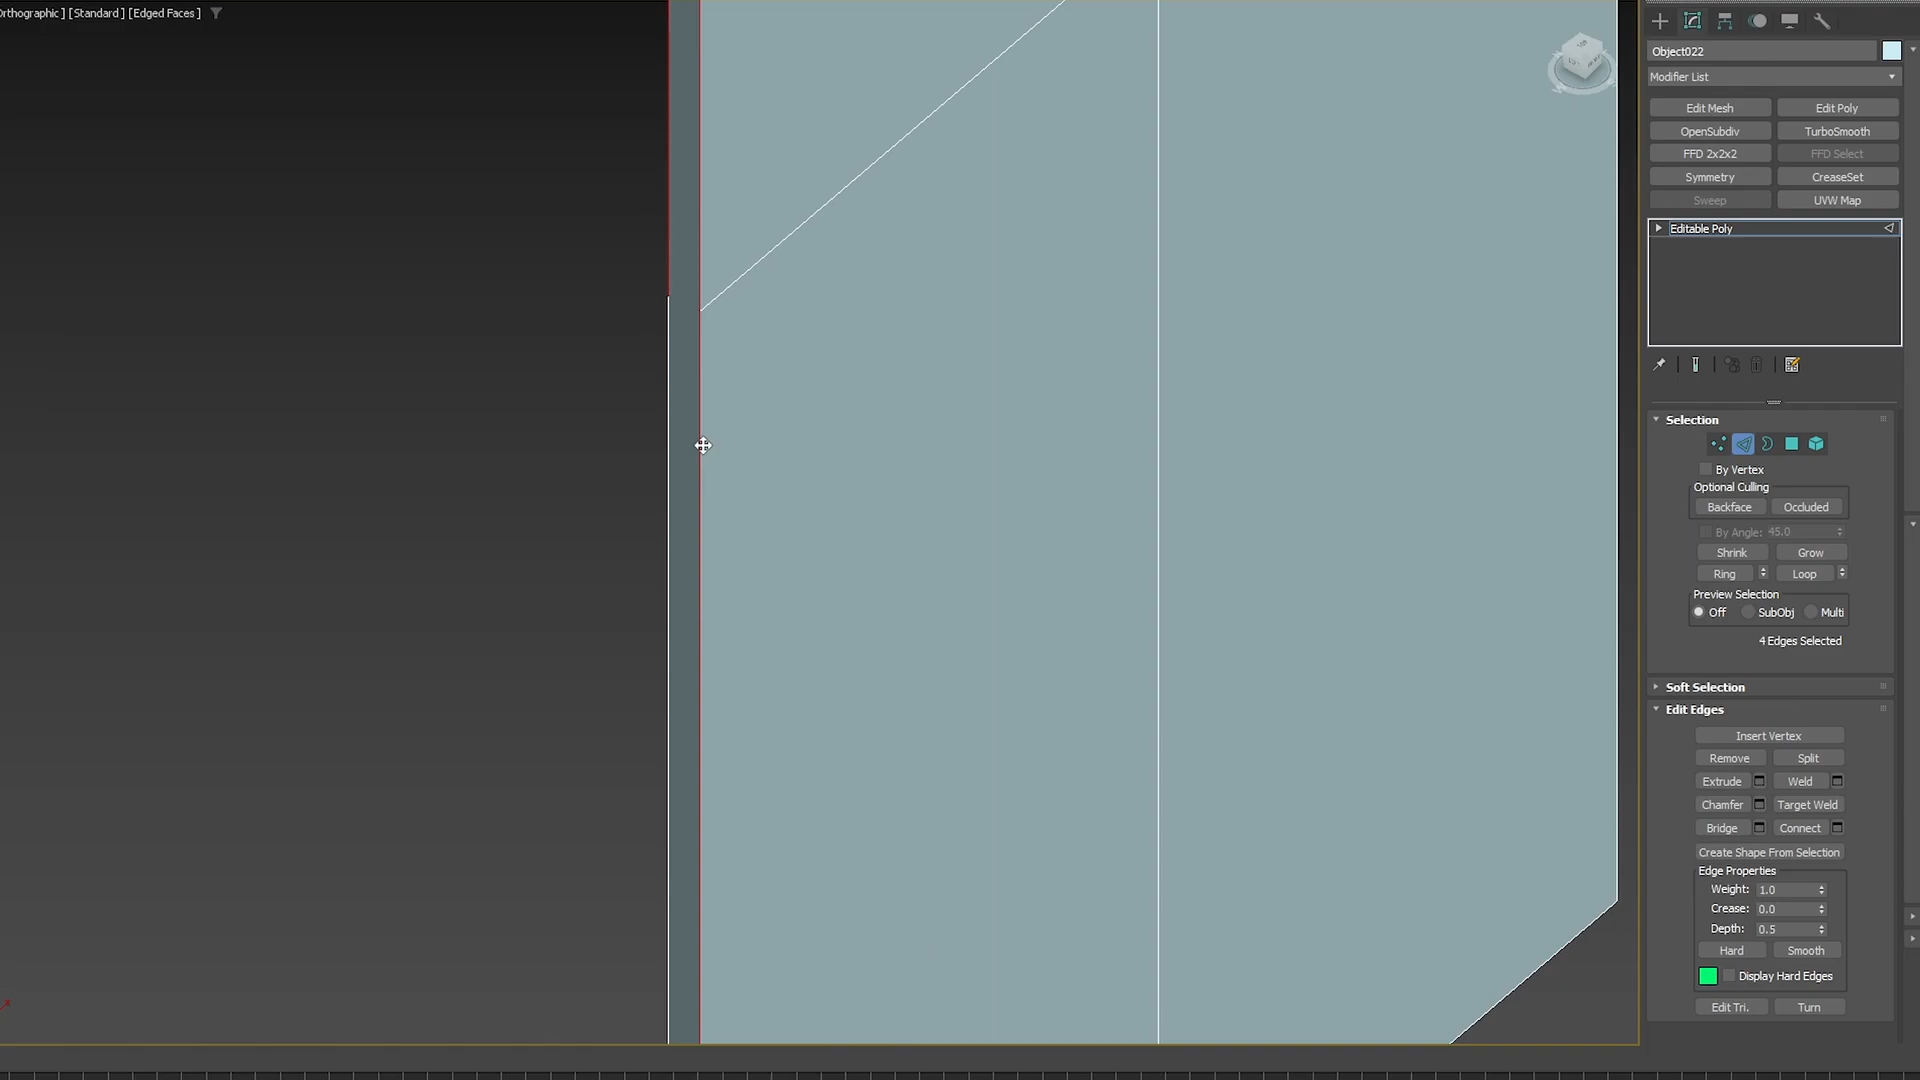 rthographic ] [Standard ] [Edged Faces ]
Object022
Modifier List
Edit Mesh
Edit Poly
OpenSubdiv
TurboSmooth
FFD 2x2x2
FFD Select
Symmetry
CreaseSet
Sweep
UVW Map
Editable Poly
Selection
By Vertex
Optional Culling
Backface
Occluded
By Angle: 45.0
Shrink
Grow
Ring
Loop
Preview Selection
Off
SubObj
Multi
4 Edges Selected
Soft Selection
Edit Edges
Insert Vertex
Remove
Split
Extrude
Weld
Chamfer
Target Weld
Bridge
Connect
Create Shape From Selection
Edge Properties
Weight: 1.0
Crease: 0.0
Depth: 0.5
Hard
Smooth
Display Hard Edges
Edit Tri.
Turn
x